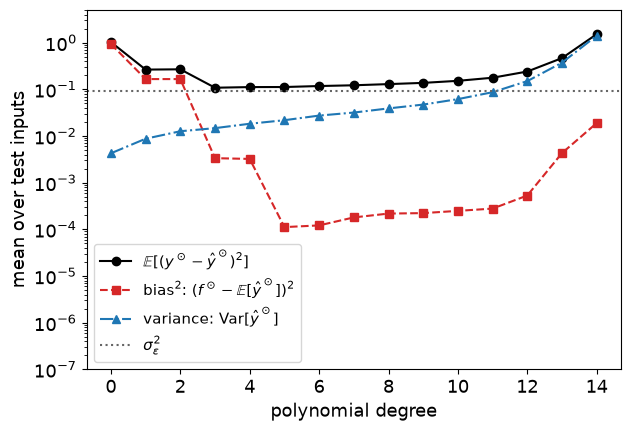 mean over test inputs
10⁰
10⁻¹
10⁻²
10⁻³
10⁻⁴
10⁻⁵
10⁻⁶
10⁻⁷
𝔼[(y^⊙ − ŷ^⊙)²]
bias²: (f^⊙ − 𝔼[ŷ^⊙])²
variance: Var[ŷ^⊙]
σ_ε²
0 2 4 6 8 10 12 14
polynomial degree